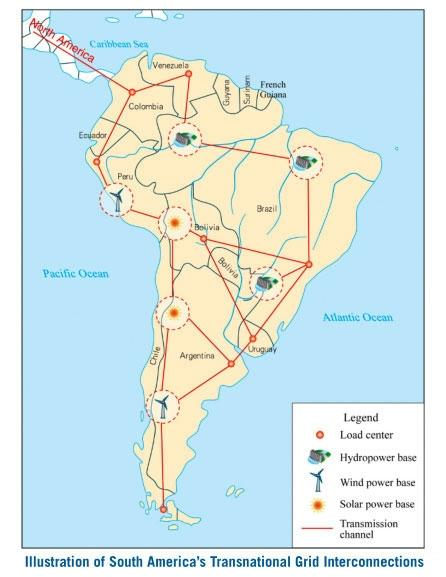 North America
Caribbean Sea
Venezuela
Guyana
Surinem
French
Guiana
Colombia
Ecuador
Peru
Brazil
Bolivia
Bolivia
Pacific Ocean
Atlantic Ocean
Chile
Argentina
Uruguay
Legend
Load center
Hydropower base
Wind power base
Solar power base
Transmission
channel
Illustration of South America's Transnational Grid Interconnections